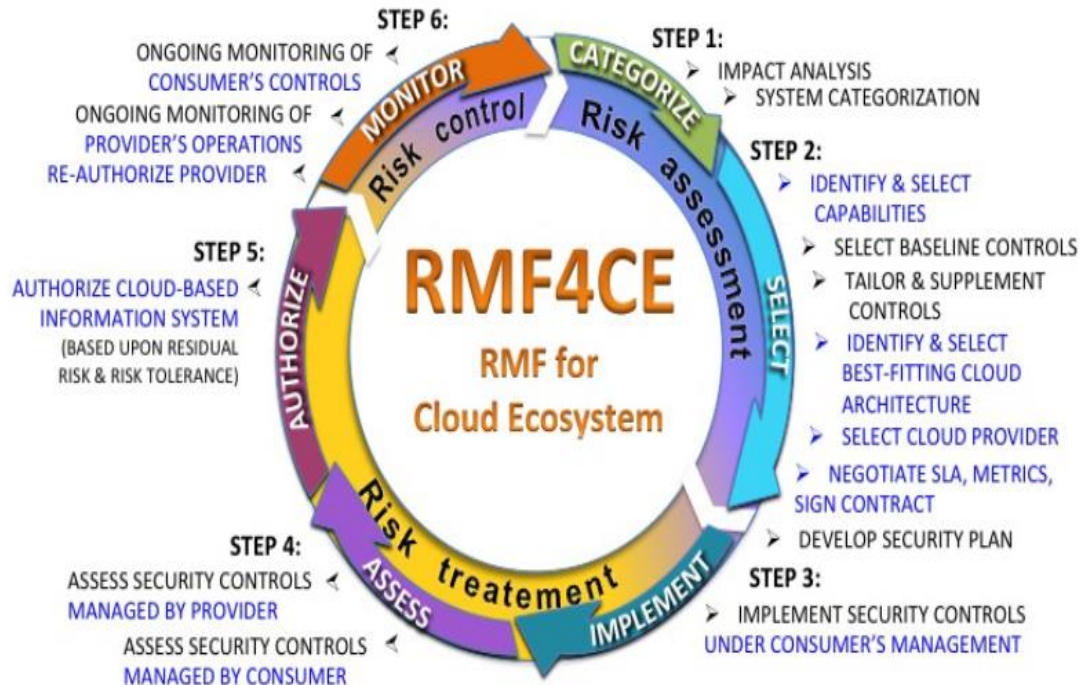 STEP 1:
IMPACT ANALYSIS
SYSTEM CATEGORIZATION
STEP 2:
IDENTIFY & SELECT
CAPABILITIES
SELECT BASELINE CONTROLS
TAILOR & SUPPLEMENT
CONTROLS
IDENTIFY & SELECT
BEST-FITTING CLOUD
ARCHITECTURE
SELECT CLOUD PROVIDER
NEGOTIATE SLA, METRICS,
SIGN CONTRACT
DEVELOP SECURITY PLAN
STEP 3:
IMPLEMENT SECURITY CONTROLS
UNDER CONSUMER'S MANAGEMENT
STEP 4:
ASSESS SECURITY CONTROLS
MANAGED BY PROVIDER
ASSESS SECURITY CONTROLS
MANAGED BY CONSUMER
STEP 5:
AUTHORIZE CLOUD-BASED
INFORMATION SYSTEM
(BASED UPON RESIDUAL
RISK & RISK TOLERANCE)
STEP 6:
ONGOING MONITORING OF
CONSUMER'S CONTROLS
ONGOING MONITORING OF
PROVIDER'S OPERATIONS
RE-AUTHORIZE PROVIDER
CATEGORIZE
SELECT
IMPLEMENT
ASSESS
AUTHORIZE
MONITOR
Risk assessment
Risk treatement
Risk control
RMF4CE
RMF for
Cloud Ecosystem